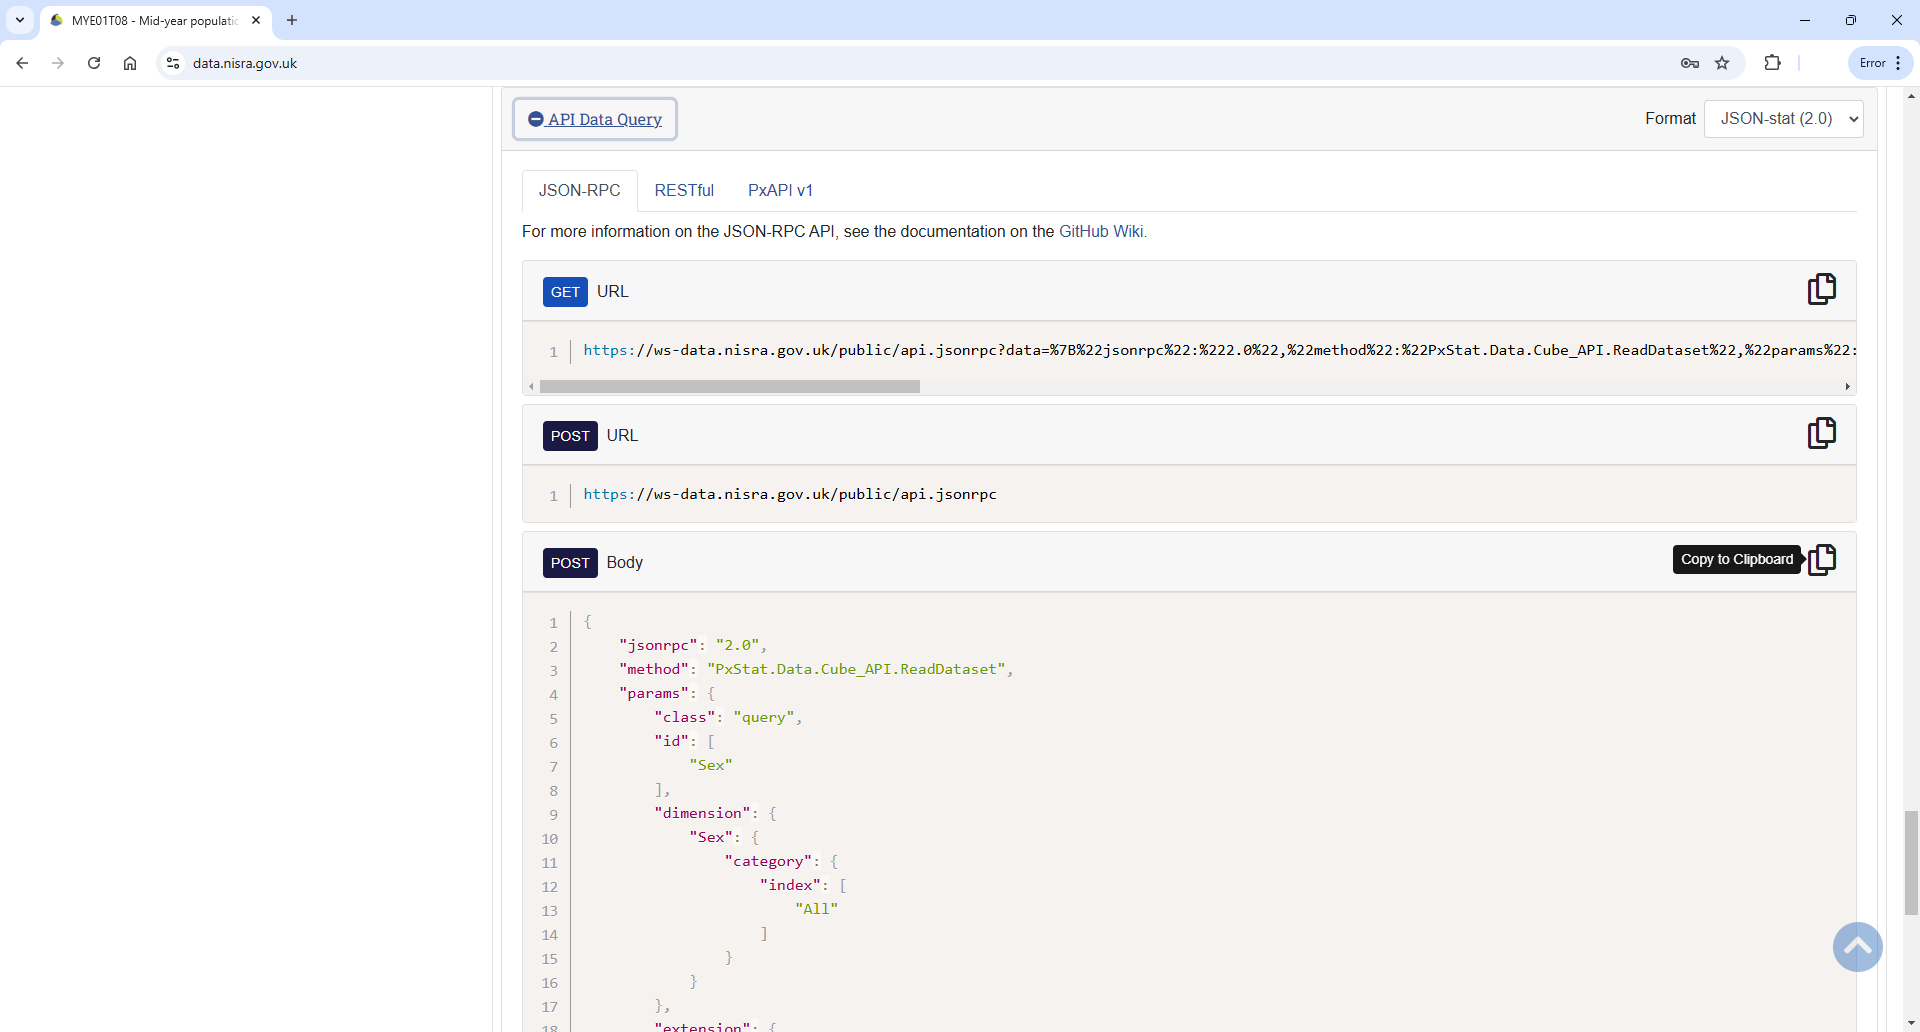 MYE01T08 - Mid-year populatio
data.nisra.gov.uk
Error
API Data Query
Format
JSON-stat (2.0)
JSON-RPC
RESTful
PxAPI v1
For more information on the JSON-RPC API, see the documentation on the GitHub Wiki.
GET URL
1 https://ws-data.nisra.gov.uk/public/api.jsonrpc?data=%7B%22jsonrpc%22:%222.0%22,%22method%22:%22PxStat.Data.Cube_API.ReadDataset%22,%22params%22:
POST URL
1 https://ws-data.nisra.gov.uk/public/api.jsonrpc
POST Body
Copy to Clipboard
1 {
2 "jsonrpc": "2.0",
3 "method": "PxStat.Data.Cube_API.ReadDataset",
4 "params": {
5 "class": "query",
6 "id": [
7 "Sex"
8 ],
9 "dimension": {
10 "Sex": {
11 "category": {
12 "index": [
13 "All"
14 ]
15 }
16 }
17 },
18 "extension": {